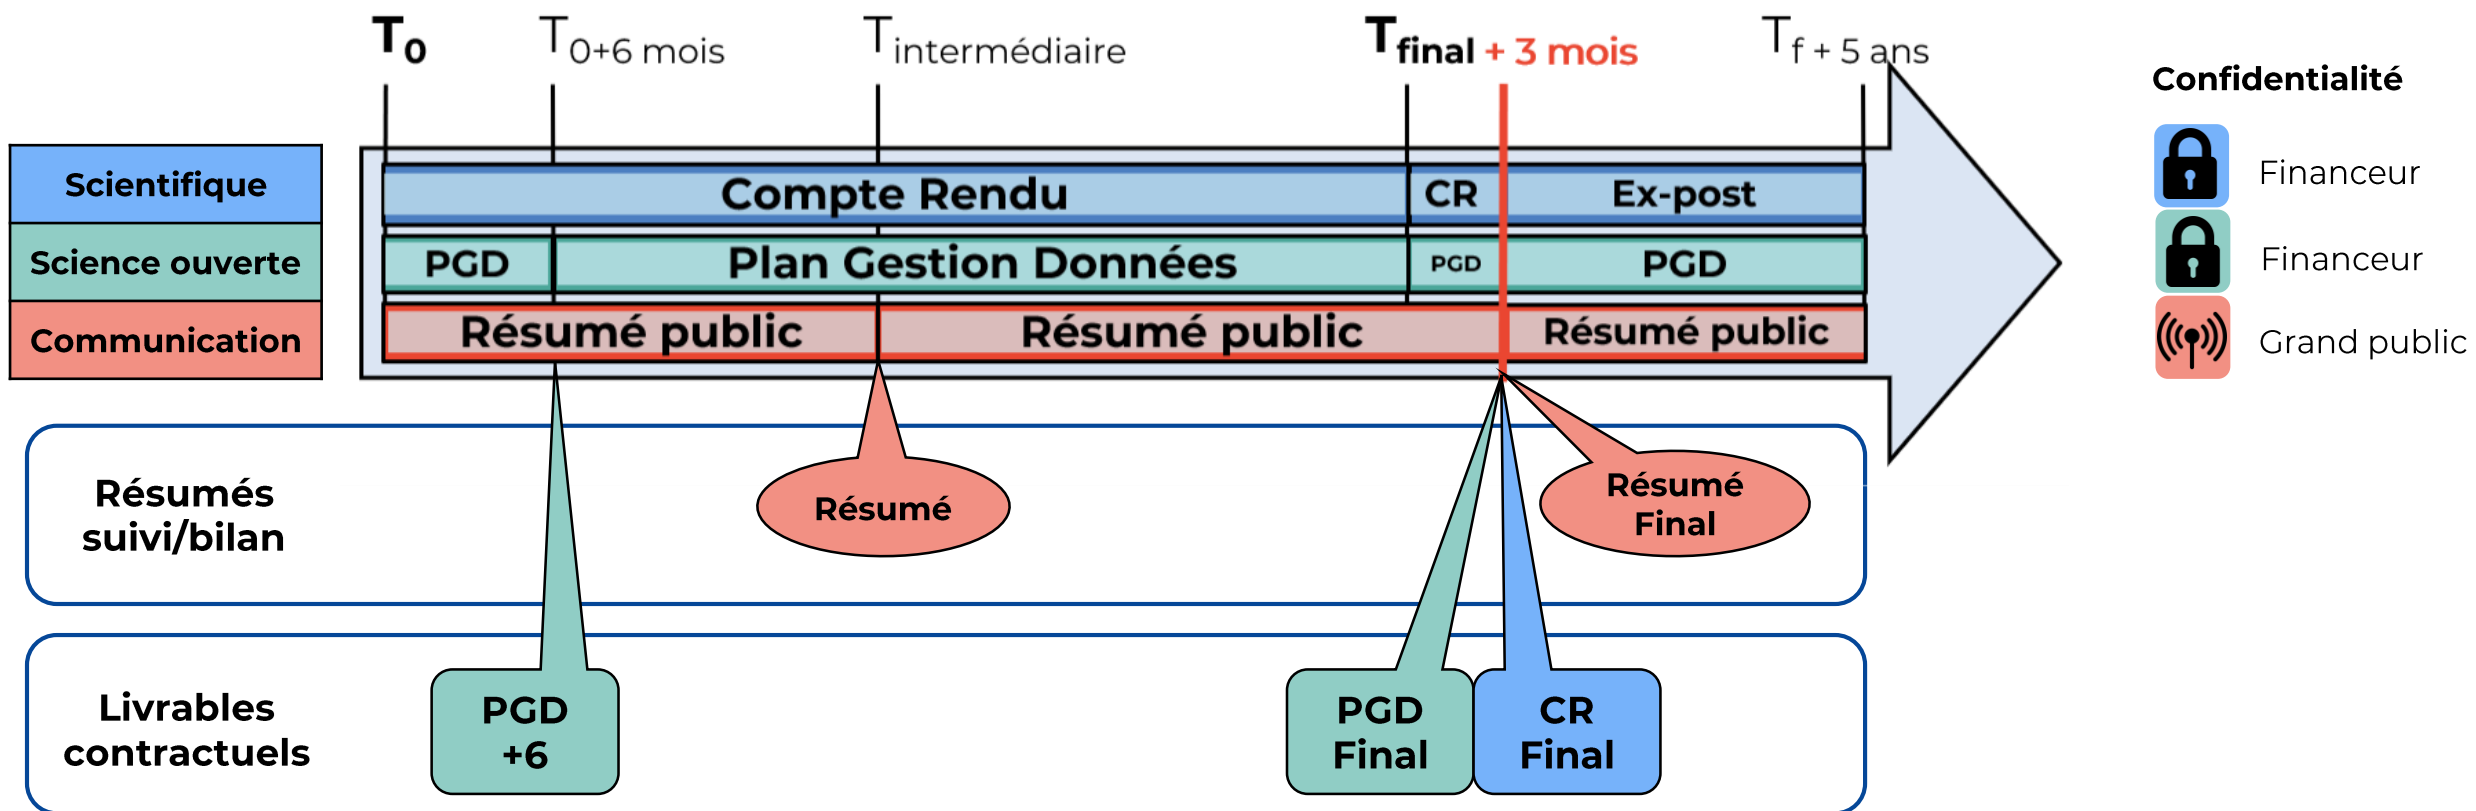 T0
T0+6 mois
Tintermédiaire
Tfinal + 3 mois
Tf + 5 ans
Confidentialité
Financeur
Financeur
Grand public
Scientifique
Compte Rendu
CR
Ex-post
Science ouverte
PGD
Plan Gestion Données
PGD
PGD
Communication
Résumé public
Résumé public
Résumé public
Résumés
suivi/bilan
Résumé
Résumé
Final
Livrables
contractuels
PGD
+6
PGD
Final
CR
Final